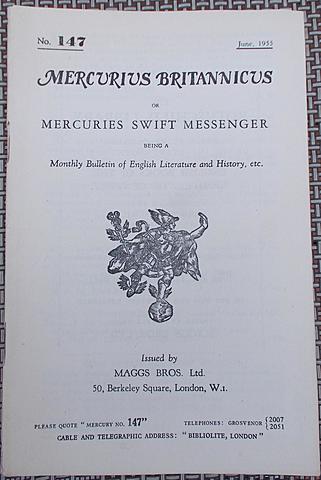 No. 147 June, 1955
MERCURIUS BRITANNICUS
OR
MERCURIES SWIFT MESSENGER
BEING A
Monthly Bulletin of English Literature and History, etc.
Issued by
MAGGS BROS. Ltd.
50, Berkeley Square, London, W.1.
PLEASE QUOTE "MERCURY NO. 147" TELEPHONES: GROSVENOR {2007
{2051
CABLE AND TELEGRAPHIC ADDRESS: "BIBLIOLITE, LONDON"